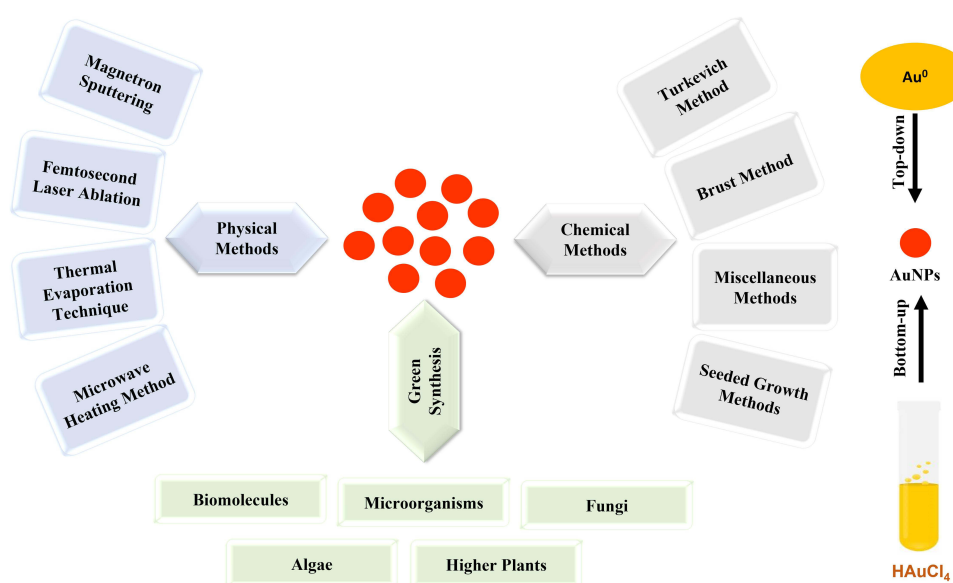 Magnetron
Sputtering
Femtosecond
Laser Ablation
Thermal
Evaporation
Technique
Microwave
Heating Method
Physical
Methods
Green
Synthesis
Chemical
Methods
Turkevich
Method
Brust Method
Miscellaneous
Methods
Seeded Growth
Methods
Biomolecules
Microorganisms
Fungi
Algae
Higher Plants
Au⁰
Top-down
AuNPs
Bottom-up
HAuCl₄